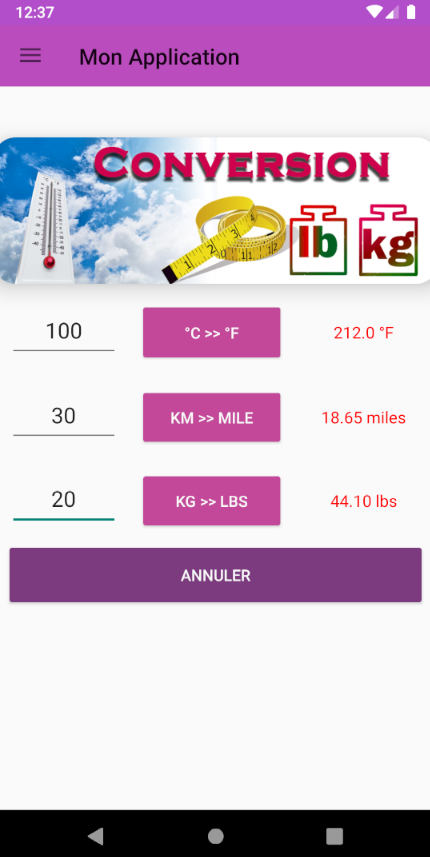 12:37
Mon Application
CONVERSION
lb kg
100 °C >> °F 212.0 °F
30 KM >> MILE 18.65 miles
20 KG >> LBS 44.10 lbs
ANNULER